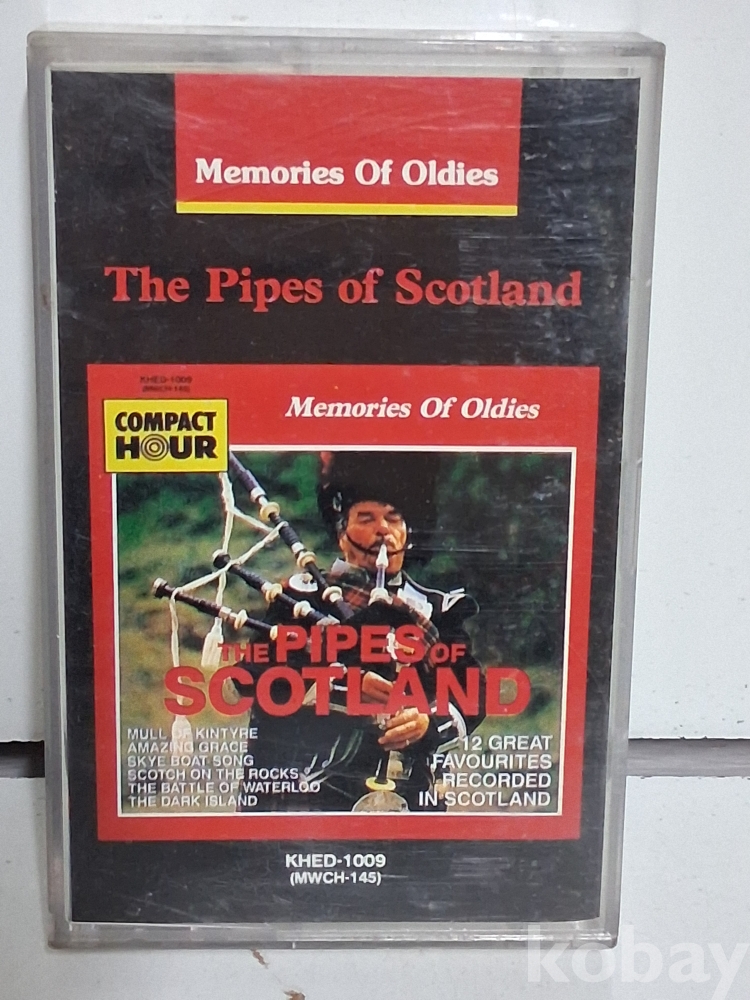 Memories Of Oldies
The Pipes of Scotland
KHED-1009
(MWCH-145)
COMPACT
HOUR
Memories Of Oldies
THE PIPES OF
SCOTLAND
MULL OF KINTYRE
AMAZING GRACE
SKYE BOAT SONG
SCOTCH ON THE ROCKS
THE BATTLE OF WATERLOO
THE DARK ISLAND
12 GREAT
FAVOURITES
RECORDED
IN SCOTLAND
KHED-1009
(MWCH-145)
kobay